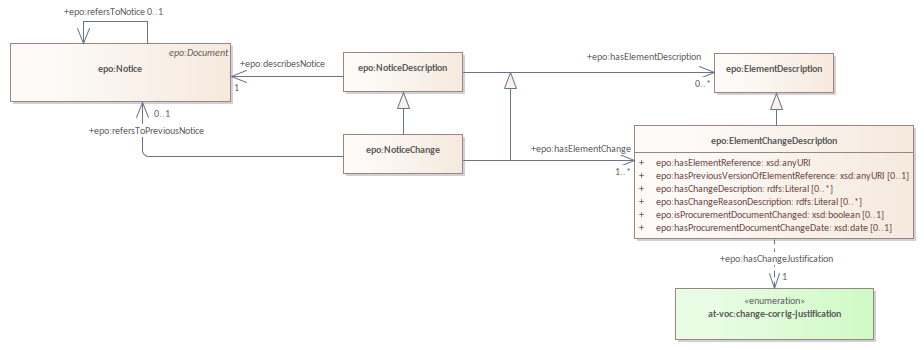 +epo:refersToNotice 0..1
epo:Document
epo:Notice
+epo:describesNotice
1
epo:NoticeDescription
+epo:hasElementDescription
0..*
epo:ElementDescription
0..1
+epo:refersToPreviousNotice
epo:NoticeChange
+epo:hasElementChange
1..*
epo:ElementChangeDescription
+ epo:hasElementReference: xsd:anyURI
+ epo:hasPreviousVersionOfElementReference: xsd:anyURI [0..1]
+ epo:hasChangeDescription: rdfs:Literal [0..*]
+ epo:hasChangeReasonDescription: rdfs:Literal [0..*]
+ epo:isProcurementDocumentChanged: xsd:boolean [0..1]
+ epo:hasProcurementDocumentChangeDate: xsd:date [0..1]
+epo:hasChangeJustification
1
«enumeration»
at-voc:change-corrig-justification